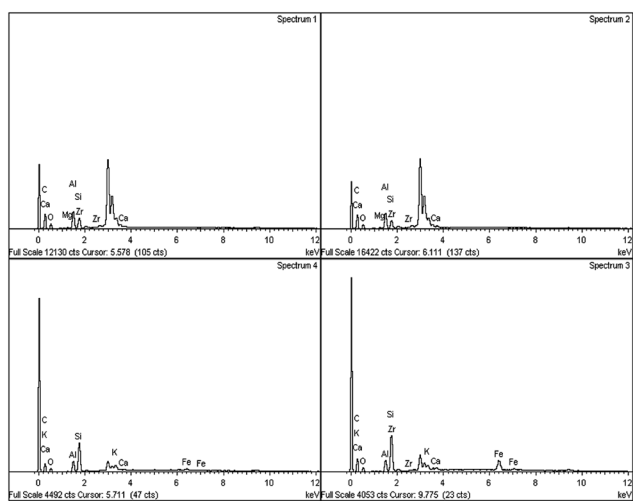 Spectrum 1
C
Al
Ca
Si
O
Mg
Zr
Zr
Ca
0 2 4 6 8 10 12
Full Scale 12130 cts Cursor: 5.578 (105 cts) keV
Spectrum 2
C
Al
Ca
Si
O
Mg
Zr
Zr
Ca
0 2 4 6 8 10 12
Full Scale 16422 cts Cursor: 6.111 (137 cts) keV
Spectrum 4
C
K
Si
Ca
Al
K
O
Ca
Fe Fe
0 2 4 6 8 10 12
Full Scale 4492 cts Cursor: 5.711 (47 cts) keV
Spectrum 3
C
Si
K
Zr
Ca
Al
K
Fe
O
Zr
Ca
Fe
0 2 4 6 8 10 12
Full Scale 4053 cts Cursor: 9.775 (23 cts) keV